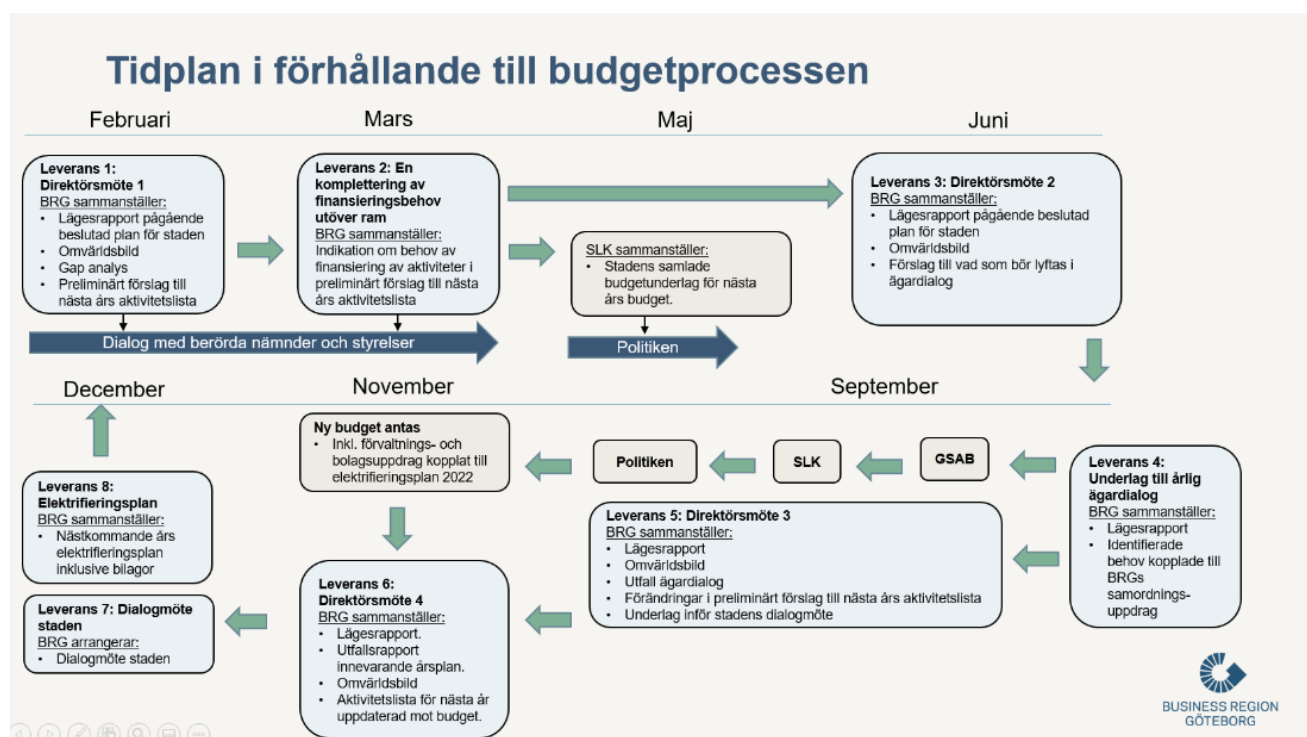 Tidplan i förhållande till budgetprocessen
Februari
Mars
Maj
Juni
Leverans 1:
Direktörsmöte 1
BRG sammanställer:
• Lägesrapport pågående
beslutad plan för staden
• Omvärldsbild
• Gap analys
• Preliminärt förslag till
nästa års aktivitetslista
Leverans 2: En
komplettering av
finansieringsbehov
utöver ram
BRG sammanställer:
Indikation om behov av
finansiering av aktiviteter i
preliminärt förslag till nästa
års aktivitetslista
SLK sammanställer:
• Stadens samlade
budgetunderlag för nästa
års budget.
Leverans 3: Direktörsmöte 2
BRG sammanställer:
• Lägesrapport pågående beslutad
plan för staden
• Omvärldsbild
• Förslag till vad som bör lyftas i
ägardialog
Dialog med berörda nämnder och styrelser
Politiken
December
November
September
Ny budget antas
• Inkl. förvaltnings- och
bolagsuppdrag kopplat till
elektrifieringsplan 2022
Politiken
SLK
GSAB
Leverans 4:
Underlag till årlig
ägardialog
BRG sammanställer:
• Lägesrapport
• Identifierade
behov kopplade till
BRGs
samordnings-
uppdrag
Leverans 8:
Elektrifieringsplan
BRG sammanställer:
• Nästkommande års
elektrifieringsplan
inklusive bilagor
Leverans 5: Direktörsmöte 3
BRG sammanställer:
• Lägesrapport
• Omvärldsbild
• Utfall ägardialog
• Förändringar i preliminärt förslag till nästa års aktivitetslista
• Underlag inför stadens dialogmöte
Leverans 6:
Direktörsmöte 4
BRG sammanställer:
• Lägesrapport.
• Utfallsrapport
innevarande årsplan.
• Omvärldsbild
• Aktivitetslista för nästa år
uppdaterad mot budget.
Leverans 7: Dialogmöte
staden
BRG arrangerar:
• Dialogmöte staden
BUSINESS REGION
GÖTEBORG